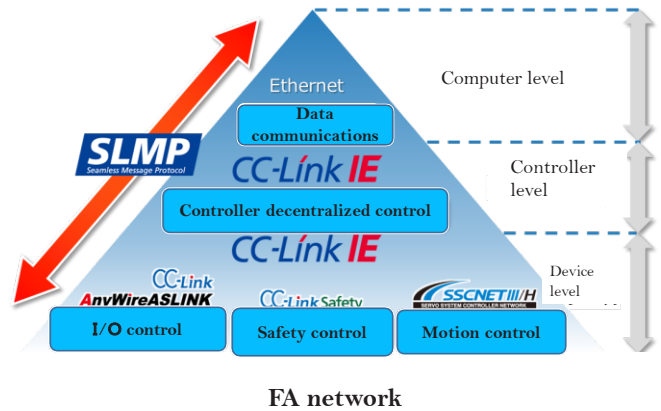 Ethernet
Computer level
Data
communications
SLMP
Seamless Message Protocol
CC-Link IE
Controller
level
Controller decentralized control
CC-Link IE
Device
level
CC-Link
AnyWireASLINK
CC-Link Safety
SSCNETIII/H
SERVO SYSTEM CONTROLLER NETWORK
I/O control
Safety control
Motion control
FA network